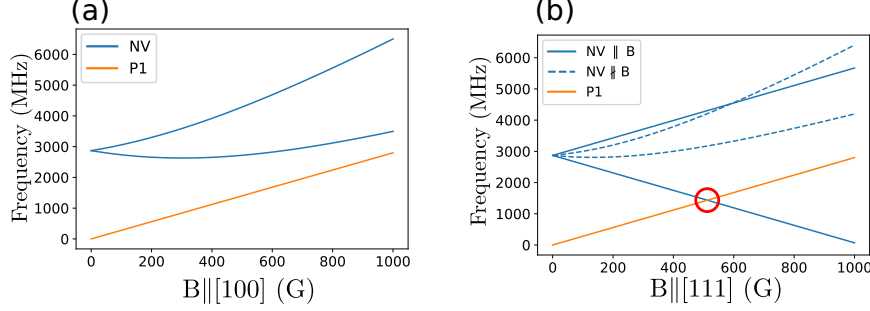 (a)
NV
P1
Frequency (MHz)
6000
5000
4000
3000
2000
1000
0
0 200 400 600 800 1000
B∥[100] (G)
(b)
NV ∥ B
NV ∦ B
P1
Frequency (MHz)
6000
5000
4000
3000
2000
1000
0
0 200 400 600 800 1000
B∥[111] (G)